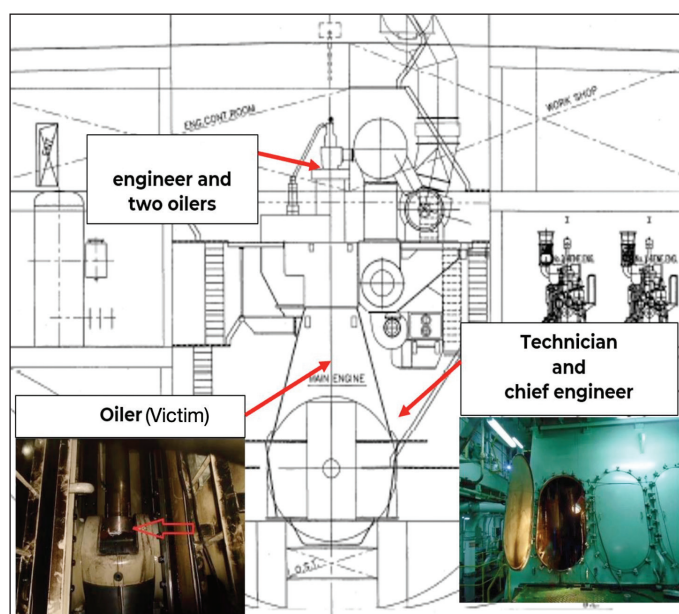 ENG.CONT ROOM
WORK SHOP
engineer and
two oilers
Technician
and
chief engineer
MAIN ENGINE
Oiler (Victim)
L.O.S.T.